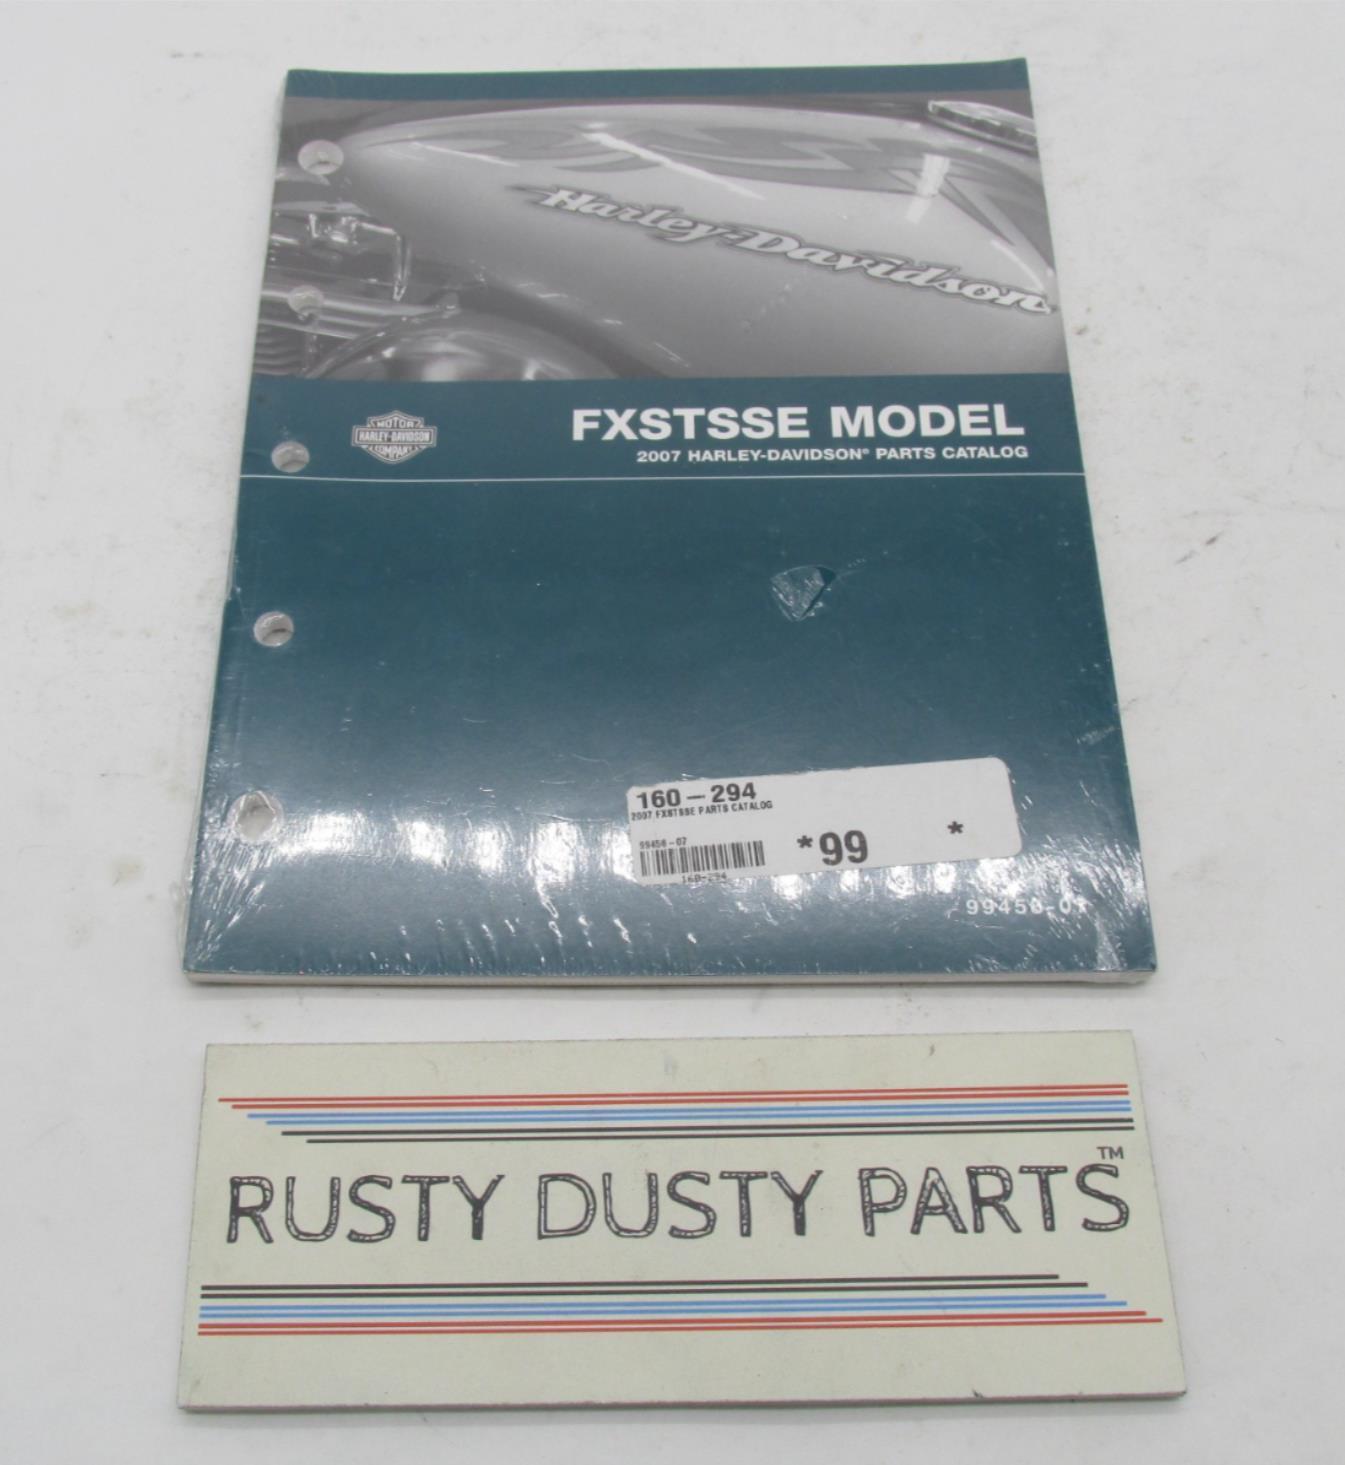 Harley-Davidson
MOTOR
HARLEY-DAVIDSON
COMPANY
FXSTSSE MODEL
2007 HARLEY-DAVIDSON® PARTS CATALOG
160-294
2007 FXSTSSE PARTS CATALOG
99456-07
*99 *
160-294
99456-07
RUSTY DUSTY PARTS™